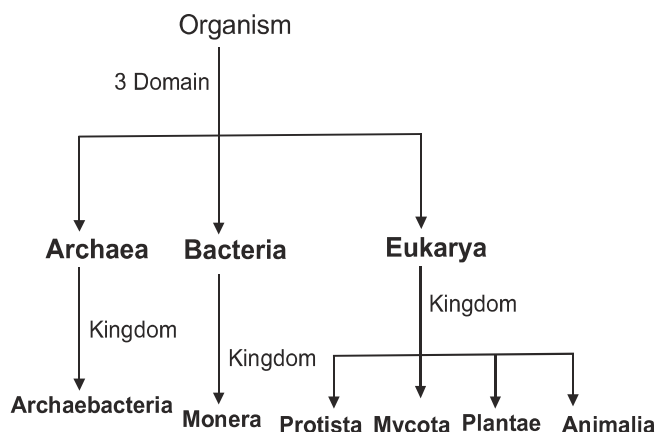 Organism
3 Domain
Archaea Bacteria Eukarya
Kingdom
Kingdom
Kingdom
Archaebacteria Monera Protista Mycota Plantae Animalia